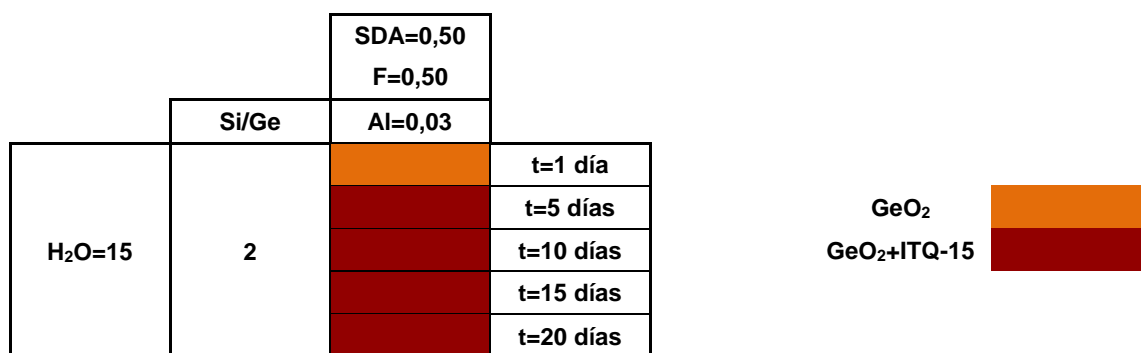 SDA=0,50
F=0,50
Si/Ge Al=0,03
t=1 día
t=5 días
H₂O=15 2 t=10 días
t=15 días
t=20 días
GeO₂
GeO₂+ITQ-15